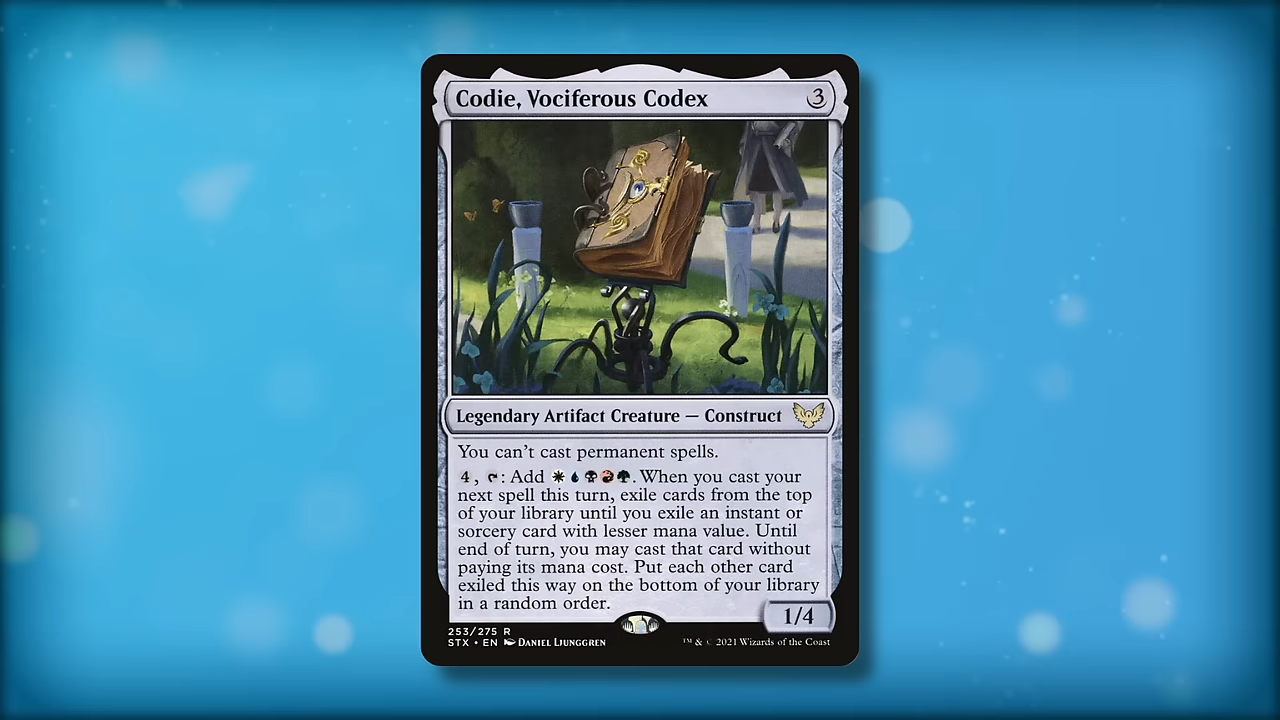 Codie, Vociferous Codex 3
Legendary Artifact Creature — Construct
You can't cast permanent spells.
4, : Add . When you cast your
next spell this turn, exile cards from the top
of your library until you exile an instant or
sorcery card with lesser mana value. Until
end of turn, you may cast that card without
paying its mana cost. Put each other card
exiled this way on the bottom of your library
in a random order.
1/4
253/275 R
STX • EN Daniel Ljunggren
™ & © 2021 Wizards of the Coast